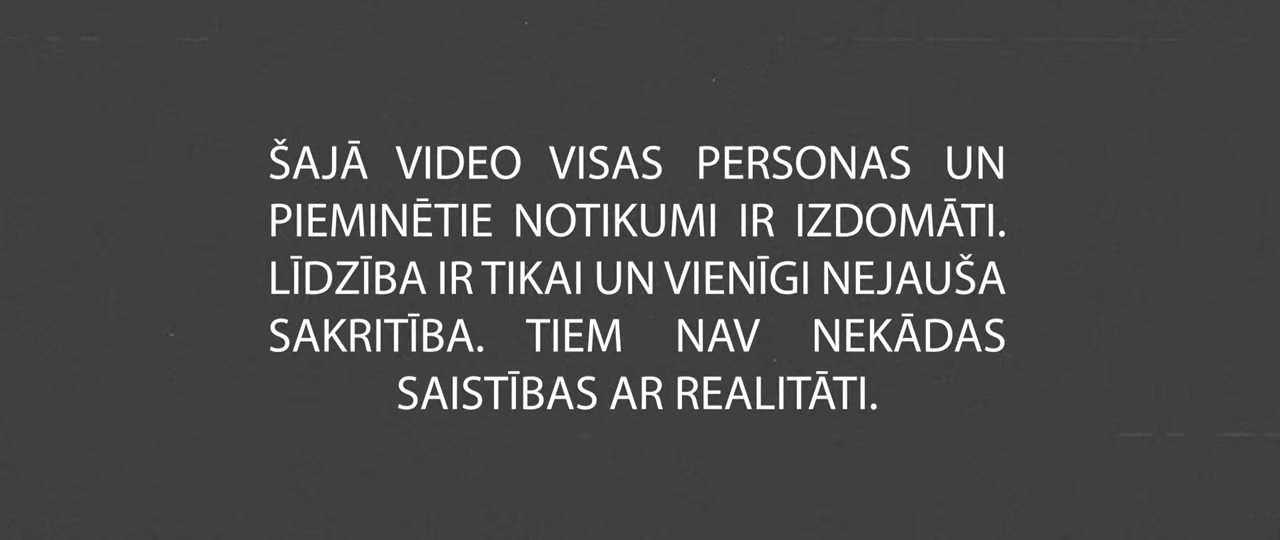 ŠAJĀ VIDEO VISAS PERSONAS UN
PIEMINĒTIE NOTIKUMI IR IZDOMĀTI.
LĪDZĪBA IR TIKAI UN VIENĪGI NEJAUŠA
SAKRITĪBA. TIEM NAV NEKĀDAS
SAISTĪBAS AR REALITĀTI.